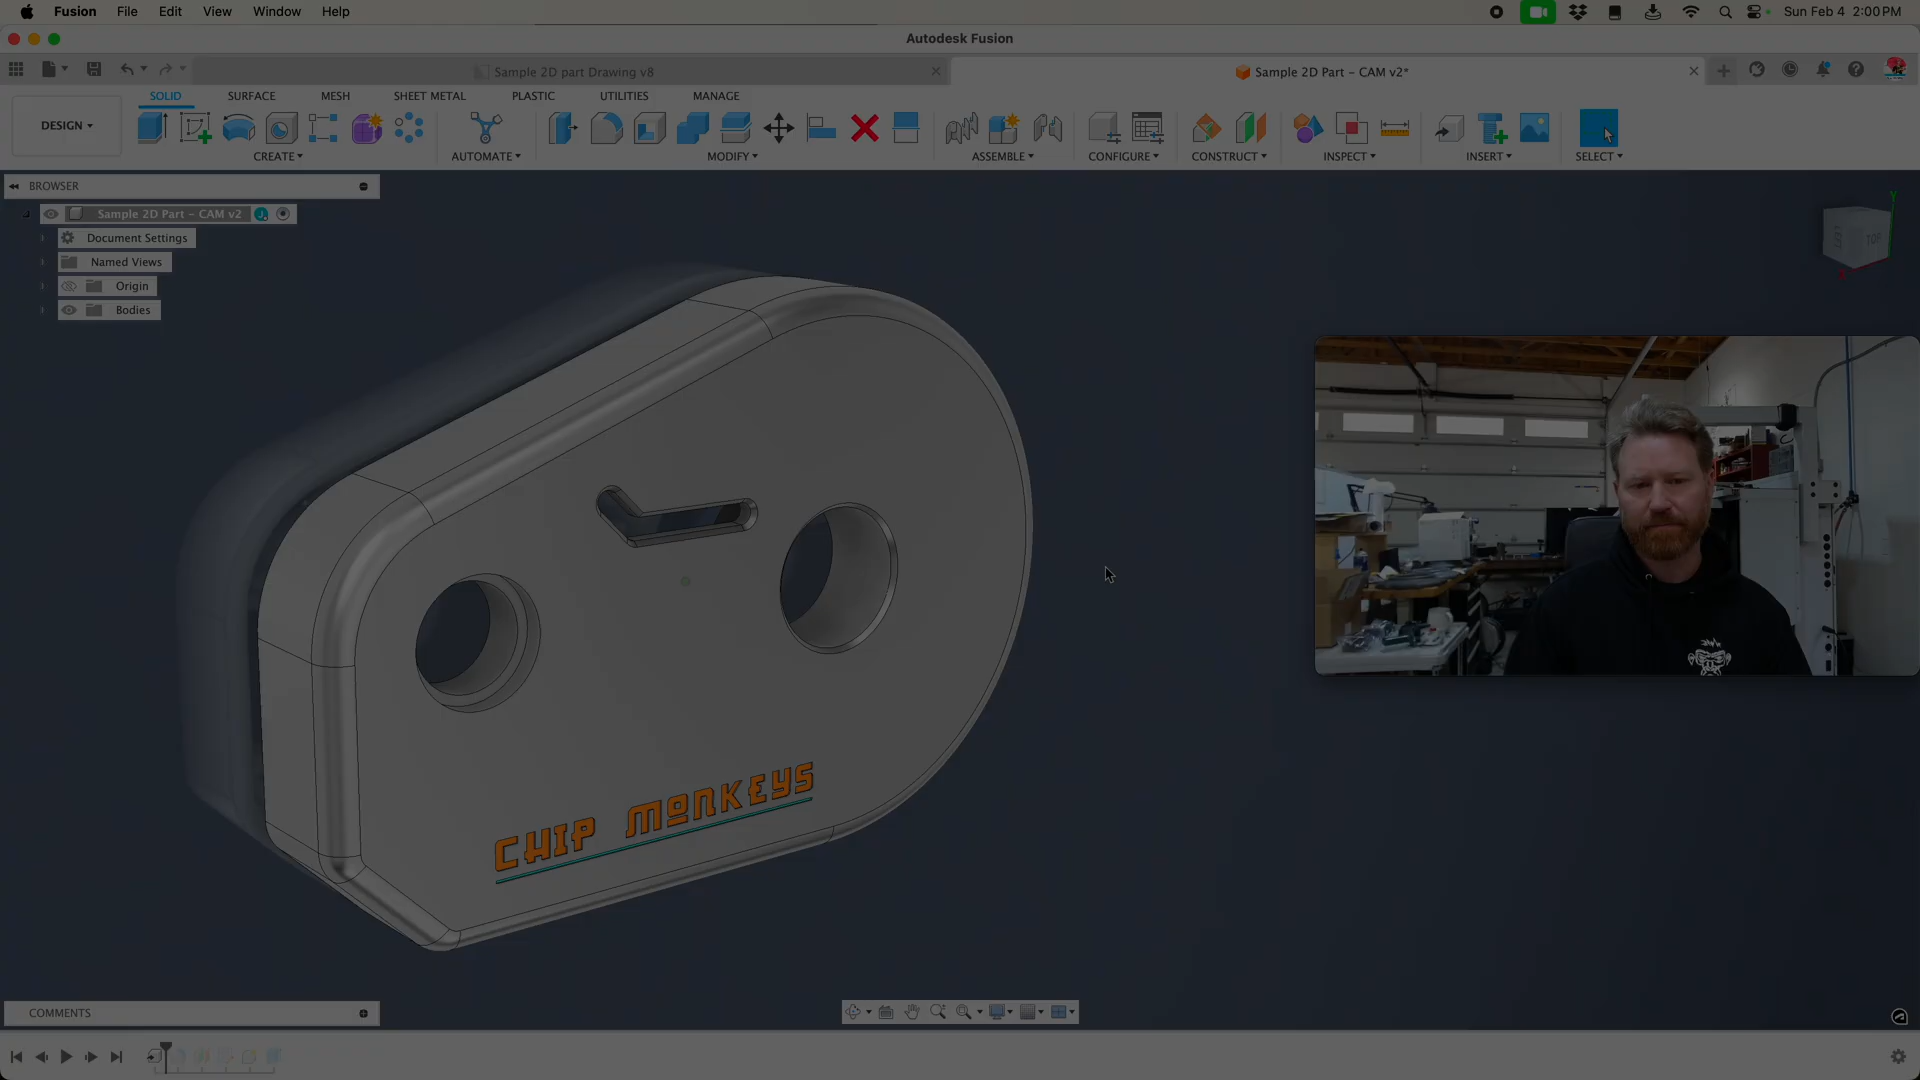 Fusion File Edit View Window Help Sun Feb 4 2:00 PM
Autodesk Fusion
Sample 2D part Drawing v8 Sample 2D Part – CAM v2*
SOLID SURFACE MESH SHEET METAL PLASTIC UTILITIES MANAGE
DESIGN
CREATE AUTOMATE MODIFY ASSEMBLE CONFIGURE CONSTRUCT INSPECT INSERT SELECT
BROWSER
Sample 2D Part – CAM v2
Document Settings
Named Views
Origin
Bodies
TOP
LEFT
CHIP MONKEYS
COMMENTS